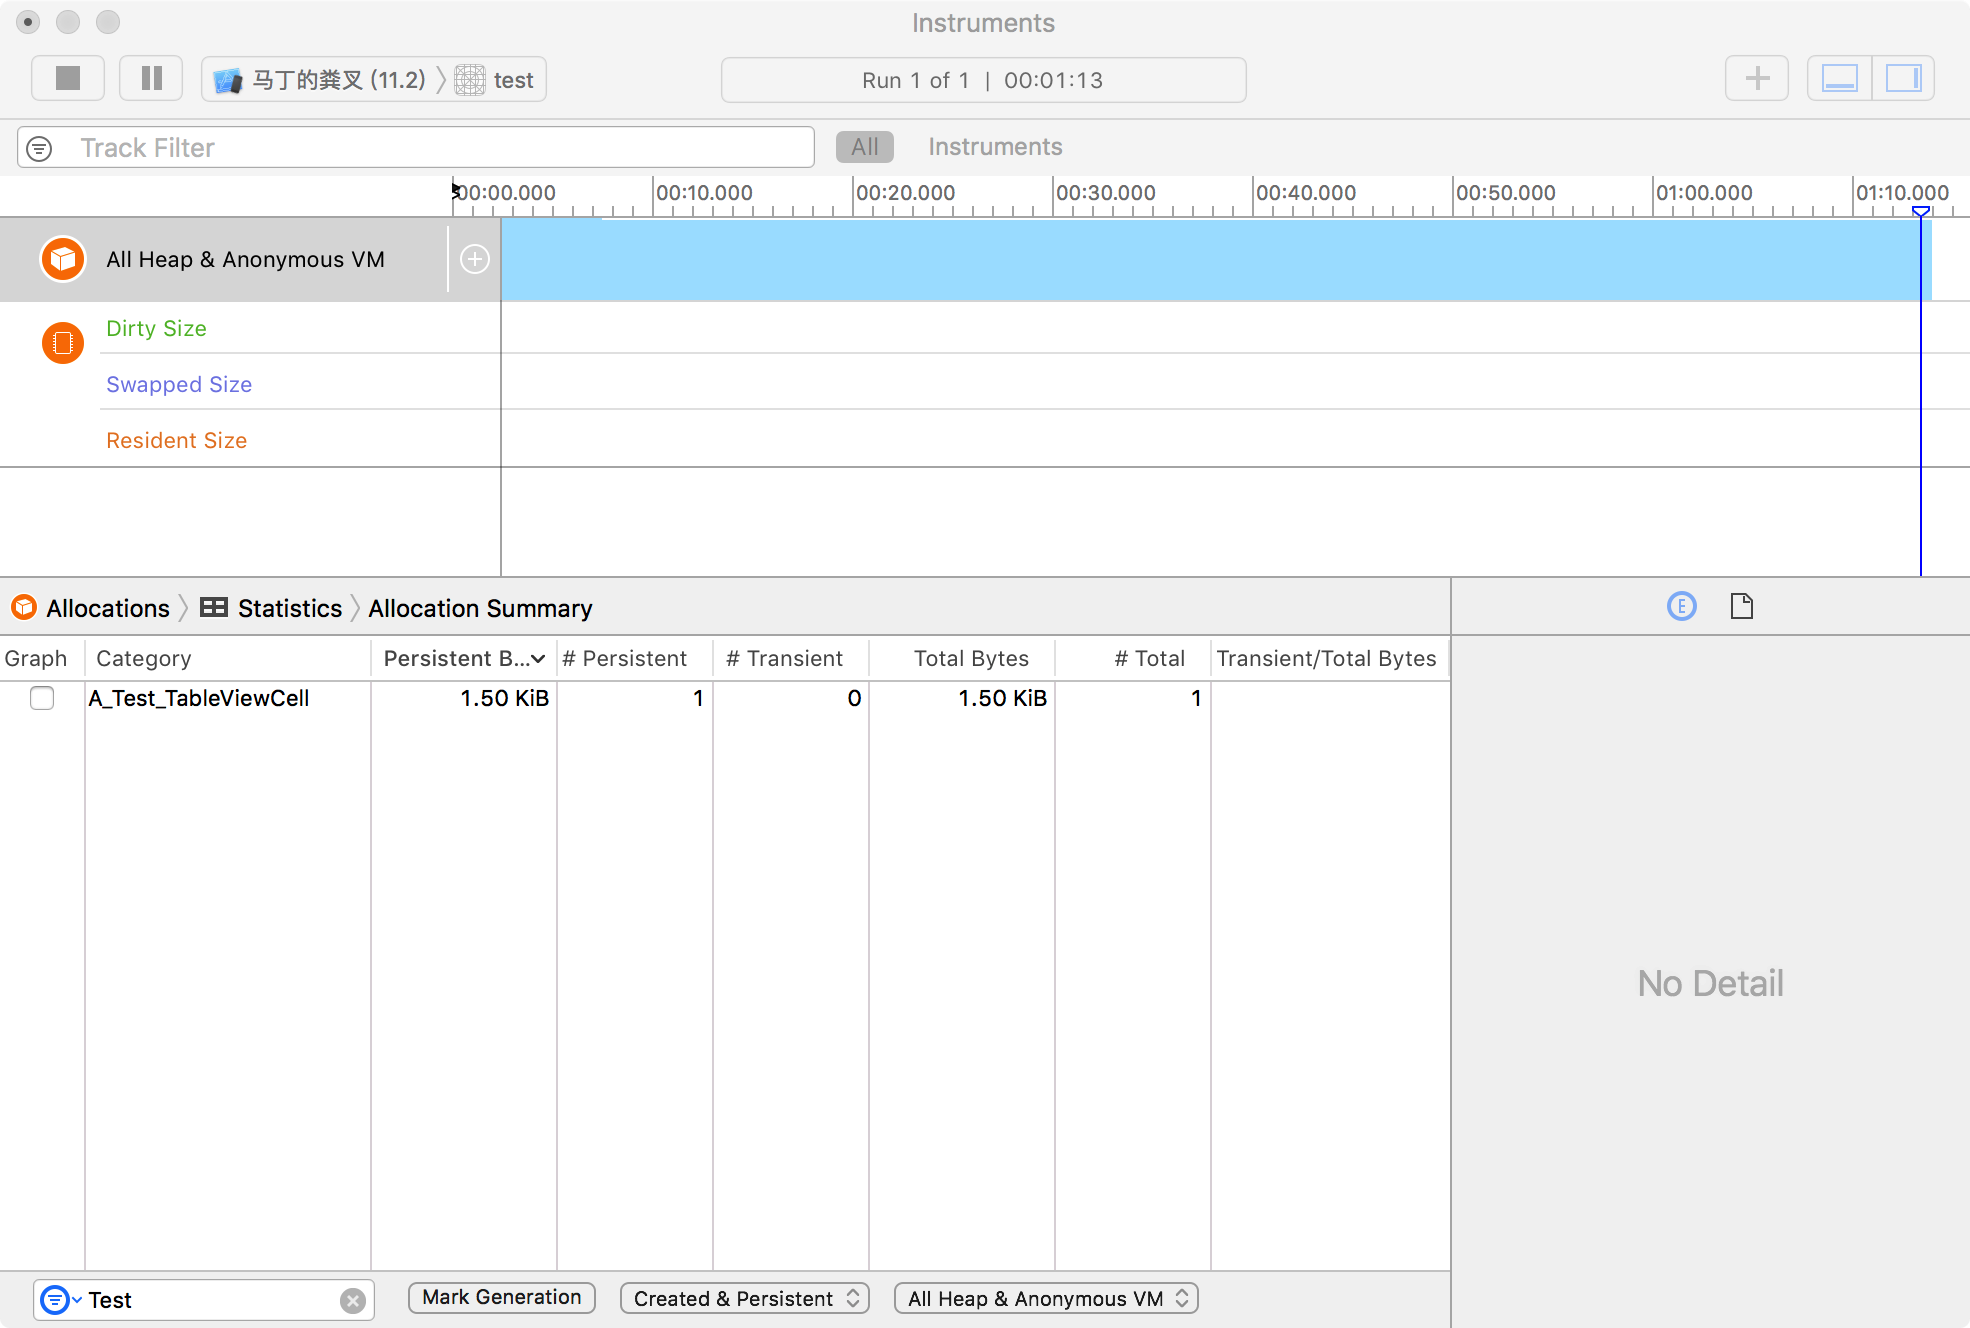 Instruments
马丁的粪叉 (11.2) test
Run 1 of 1 | 00:01:13
Track Filter
All Instruments
00:00.000 00:10.000 00:20.000 00:30.000 00:40.000 00:50.000 01:00.000 01:10.000
All Heap & Anonymous VM
Dirty Size
Swapped Size
Resident Size
Allocations Statistics Allocation Summary
E
Graph Category Persistent B... # Persistent # Transient Total Bytes # Total Transient/Total Bytes
A_Test_TableViewCell 1.50 KiB 1 0 1.50 KiB 1
No Detail
Test Mark Generation Created & Persistent All Heap & Anonymous VM